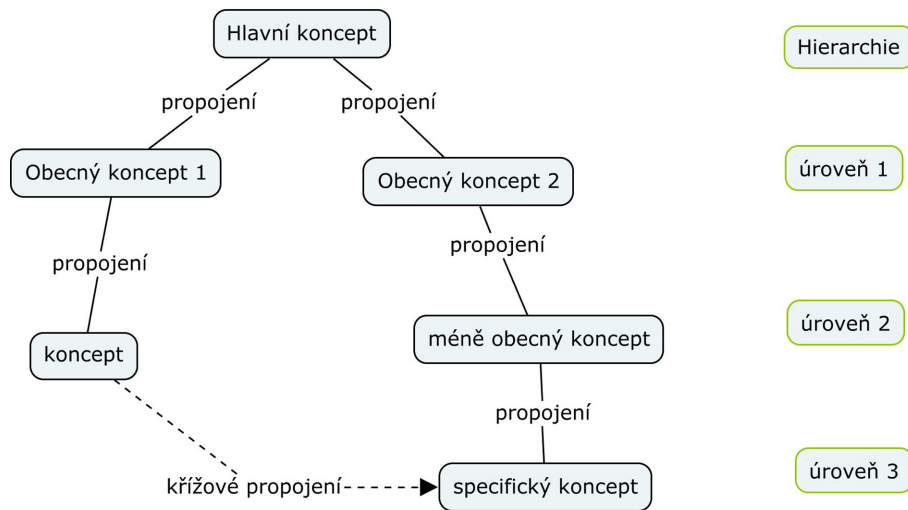 Hlavní koncept
Hierarchie
propojení
propojení
Obecný koncept 1
Obecný koncept 2
úroveň 1
propojení
propojení
koncept
méně obecný koncept
úroveň 2
propojení
křížové propojení
specifický koncept
úroveň 3